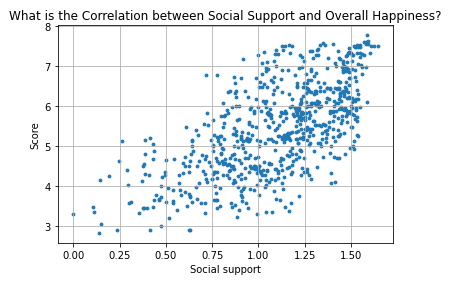 What is the Correlation between Social Support and Overall Happiness?
8
7
6
5
4
3
Score
0.00 0.25 0.50 0.75 1.00 1.25 1.50
Social support